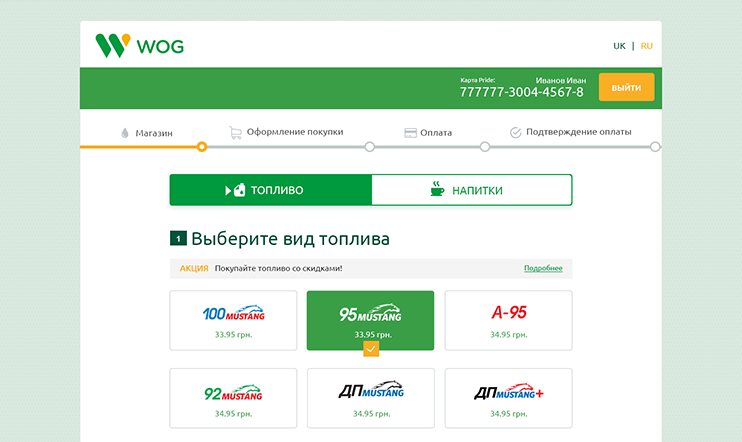 WOG
UK | RU
Карта Pride: Иванов Иван
777777-3004-4567-8
ВЫЙТИ
Магазин Оформление покупки Оплата Подтверждение оплаты
ТОПЛИВО НАПИТКИ
1 Выберите вид топлива
АКЦИЯ Покупайте топливо со скидками! Подробнее
100 MUSTANG 95 MUSTANG А-95
33.95 грн. 33.95 грн. 34.95 грн.
92 MUSTANG ДП MUSTANG ДП MUSTANG+
34.95 грн. 34.95 грн. 34.95 грн.